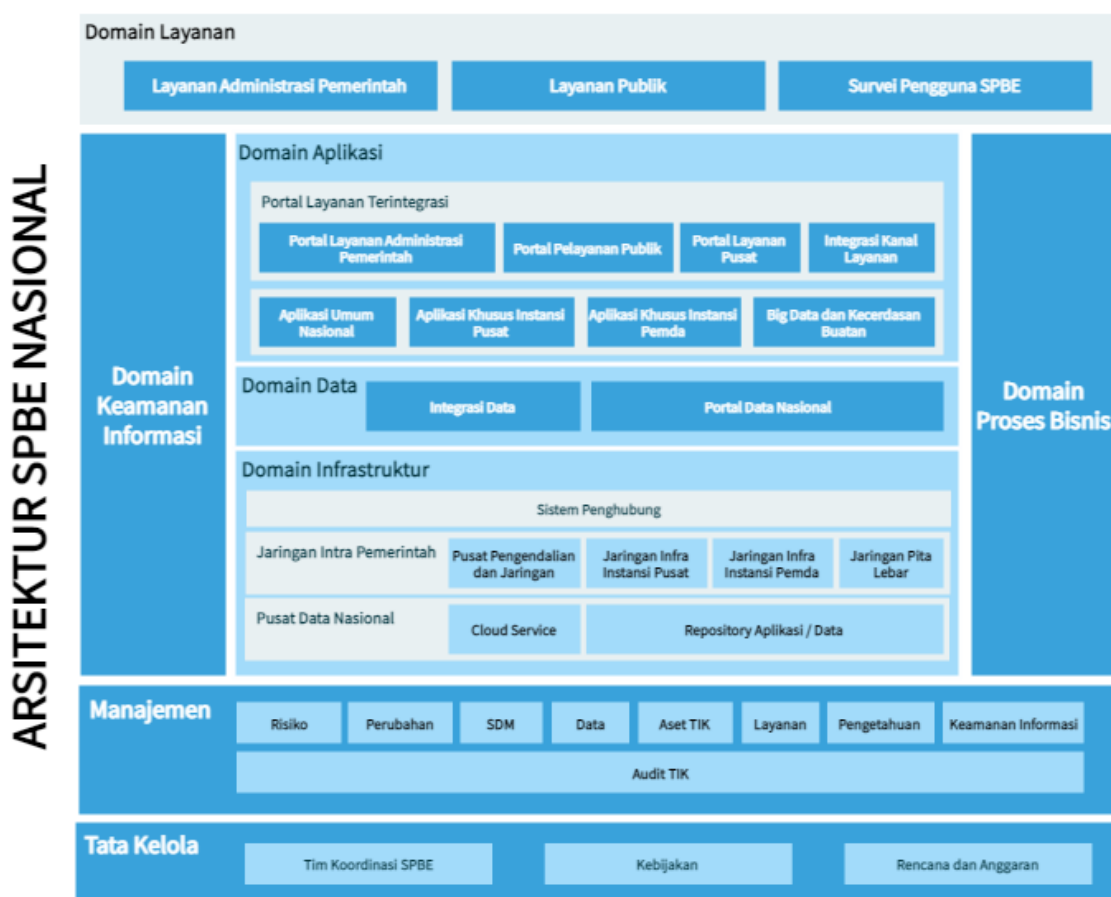 ARSITEKTUR SPBE NASIONAL
Domain Layanan
Layanan Administrasi Pemerintah
Layanan Publik
Survei Pengguna SPBE
Domain
Keamanan
Informasi
Domain Aplikasi
Portal Layanan Terintegrasi
Portal Layanan Administrasi
Pemerintah
Portal Pelayanan Publik
Portal Layanan
Pusat
Integrasi Kanal
Layanan
Aplikasi Umum
Nasional
Aplikasi Khusus Instansi
Pusat
Aplikasi Khusus Instansi
Pemda
Big Data dan Kecerdasan
Buatan
Domain Data
Integrasi Data
Portal Data Nasional
Domain Infrastruktur
Sistem Penghubung
Jaringan Intra Pemerintah
Pusat Pengendalian
dan Jaringan
Jaringan Infra
Instansi Pusat
Jaringan Infra
Instansi Pemda
Jaringan Pita
Lebar
Pusat Data Nasional
Cloud Service
Repository Aplikasi / Data
Domain
Proses Bisnis
Manajemen
Risiko
Perubahan
SDM
Data
Aset TIK
Layanan
Pengetahuan
Keamanan Informasi
Audit TIK
Tata Kelola
Tim Koordinasi SPBE
Kebijakan
Rencana dan Anggaran